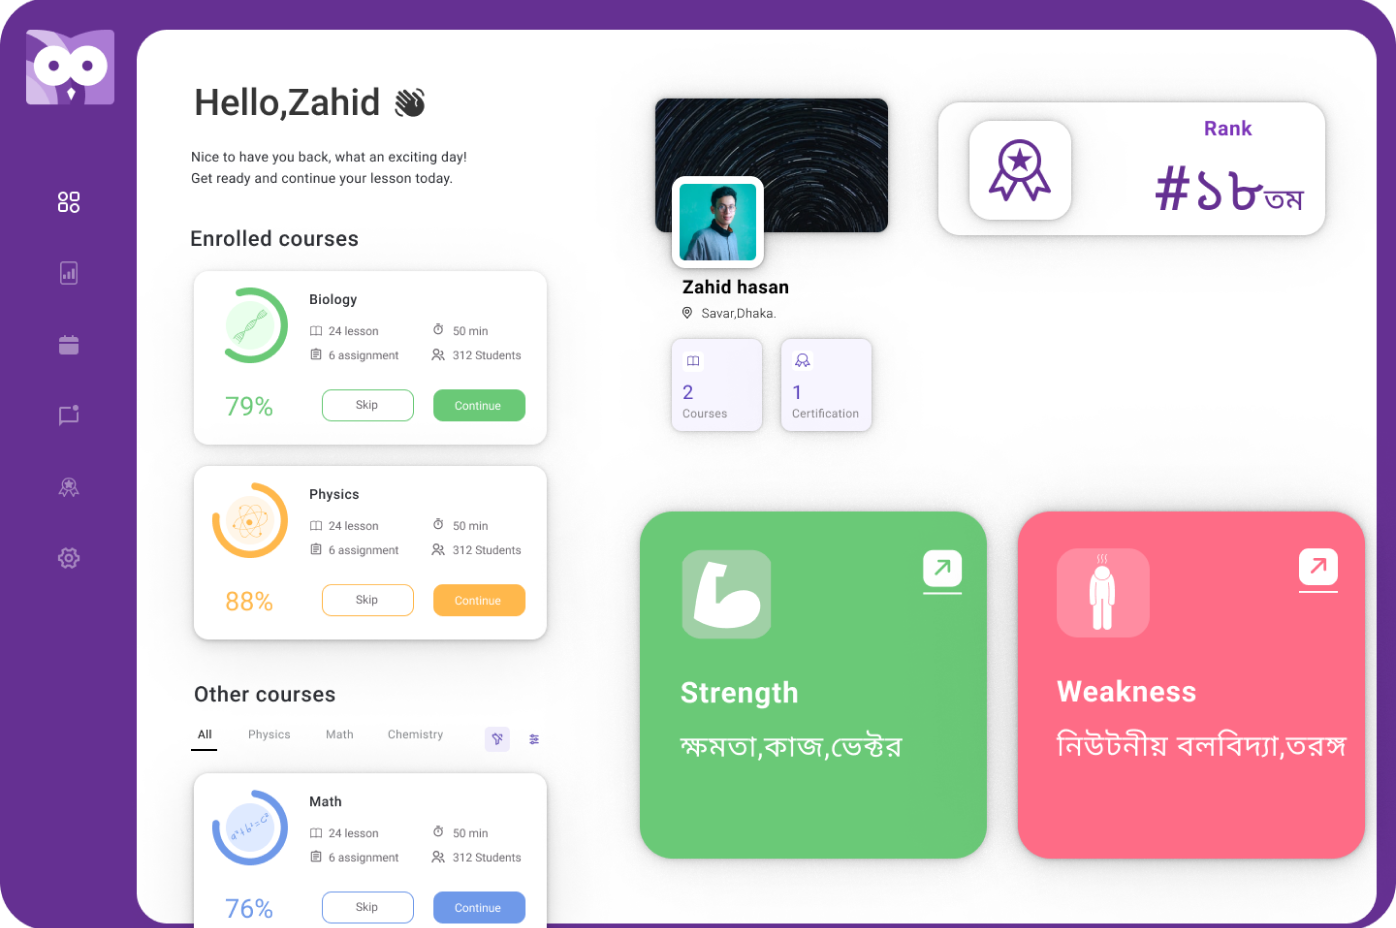 Hello,Zahid
Nice to have you back, what an exciting day!
Get ready and continue your lesson today.
Enrolled courses
Biology
24 lesson
50 min
6 assignment
312 Students
79%
Skip
Continue
Physics
24 lesson
50 min
6 assignment
312 Students
88%
Skip
Continue
Other courses
All
Physics
Math
Chemistry
a²+b²=c²
Math
24 lesson
50 min
6 assignment
312 Students
76%
Skip
Continue
Zahid hasan
Savar,Dhaka.
2
Courses
1
Certification
Rank
#১৮তম
Strength
ক্ষমতা,কাজ,ভেক্টর
Weakness
নিউটনীয় বলবিদ্যা,তরঙ্গ